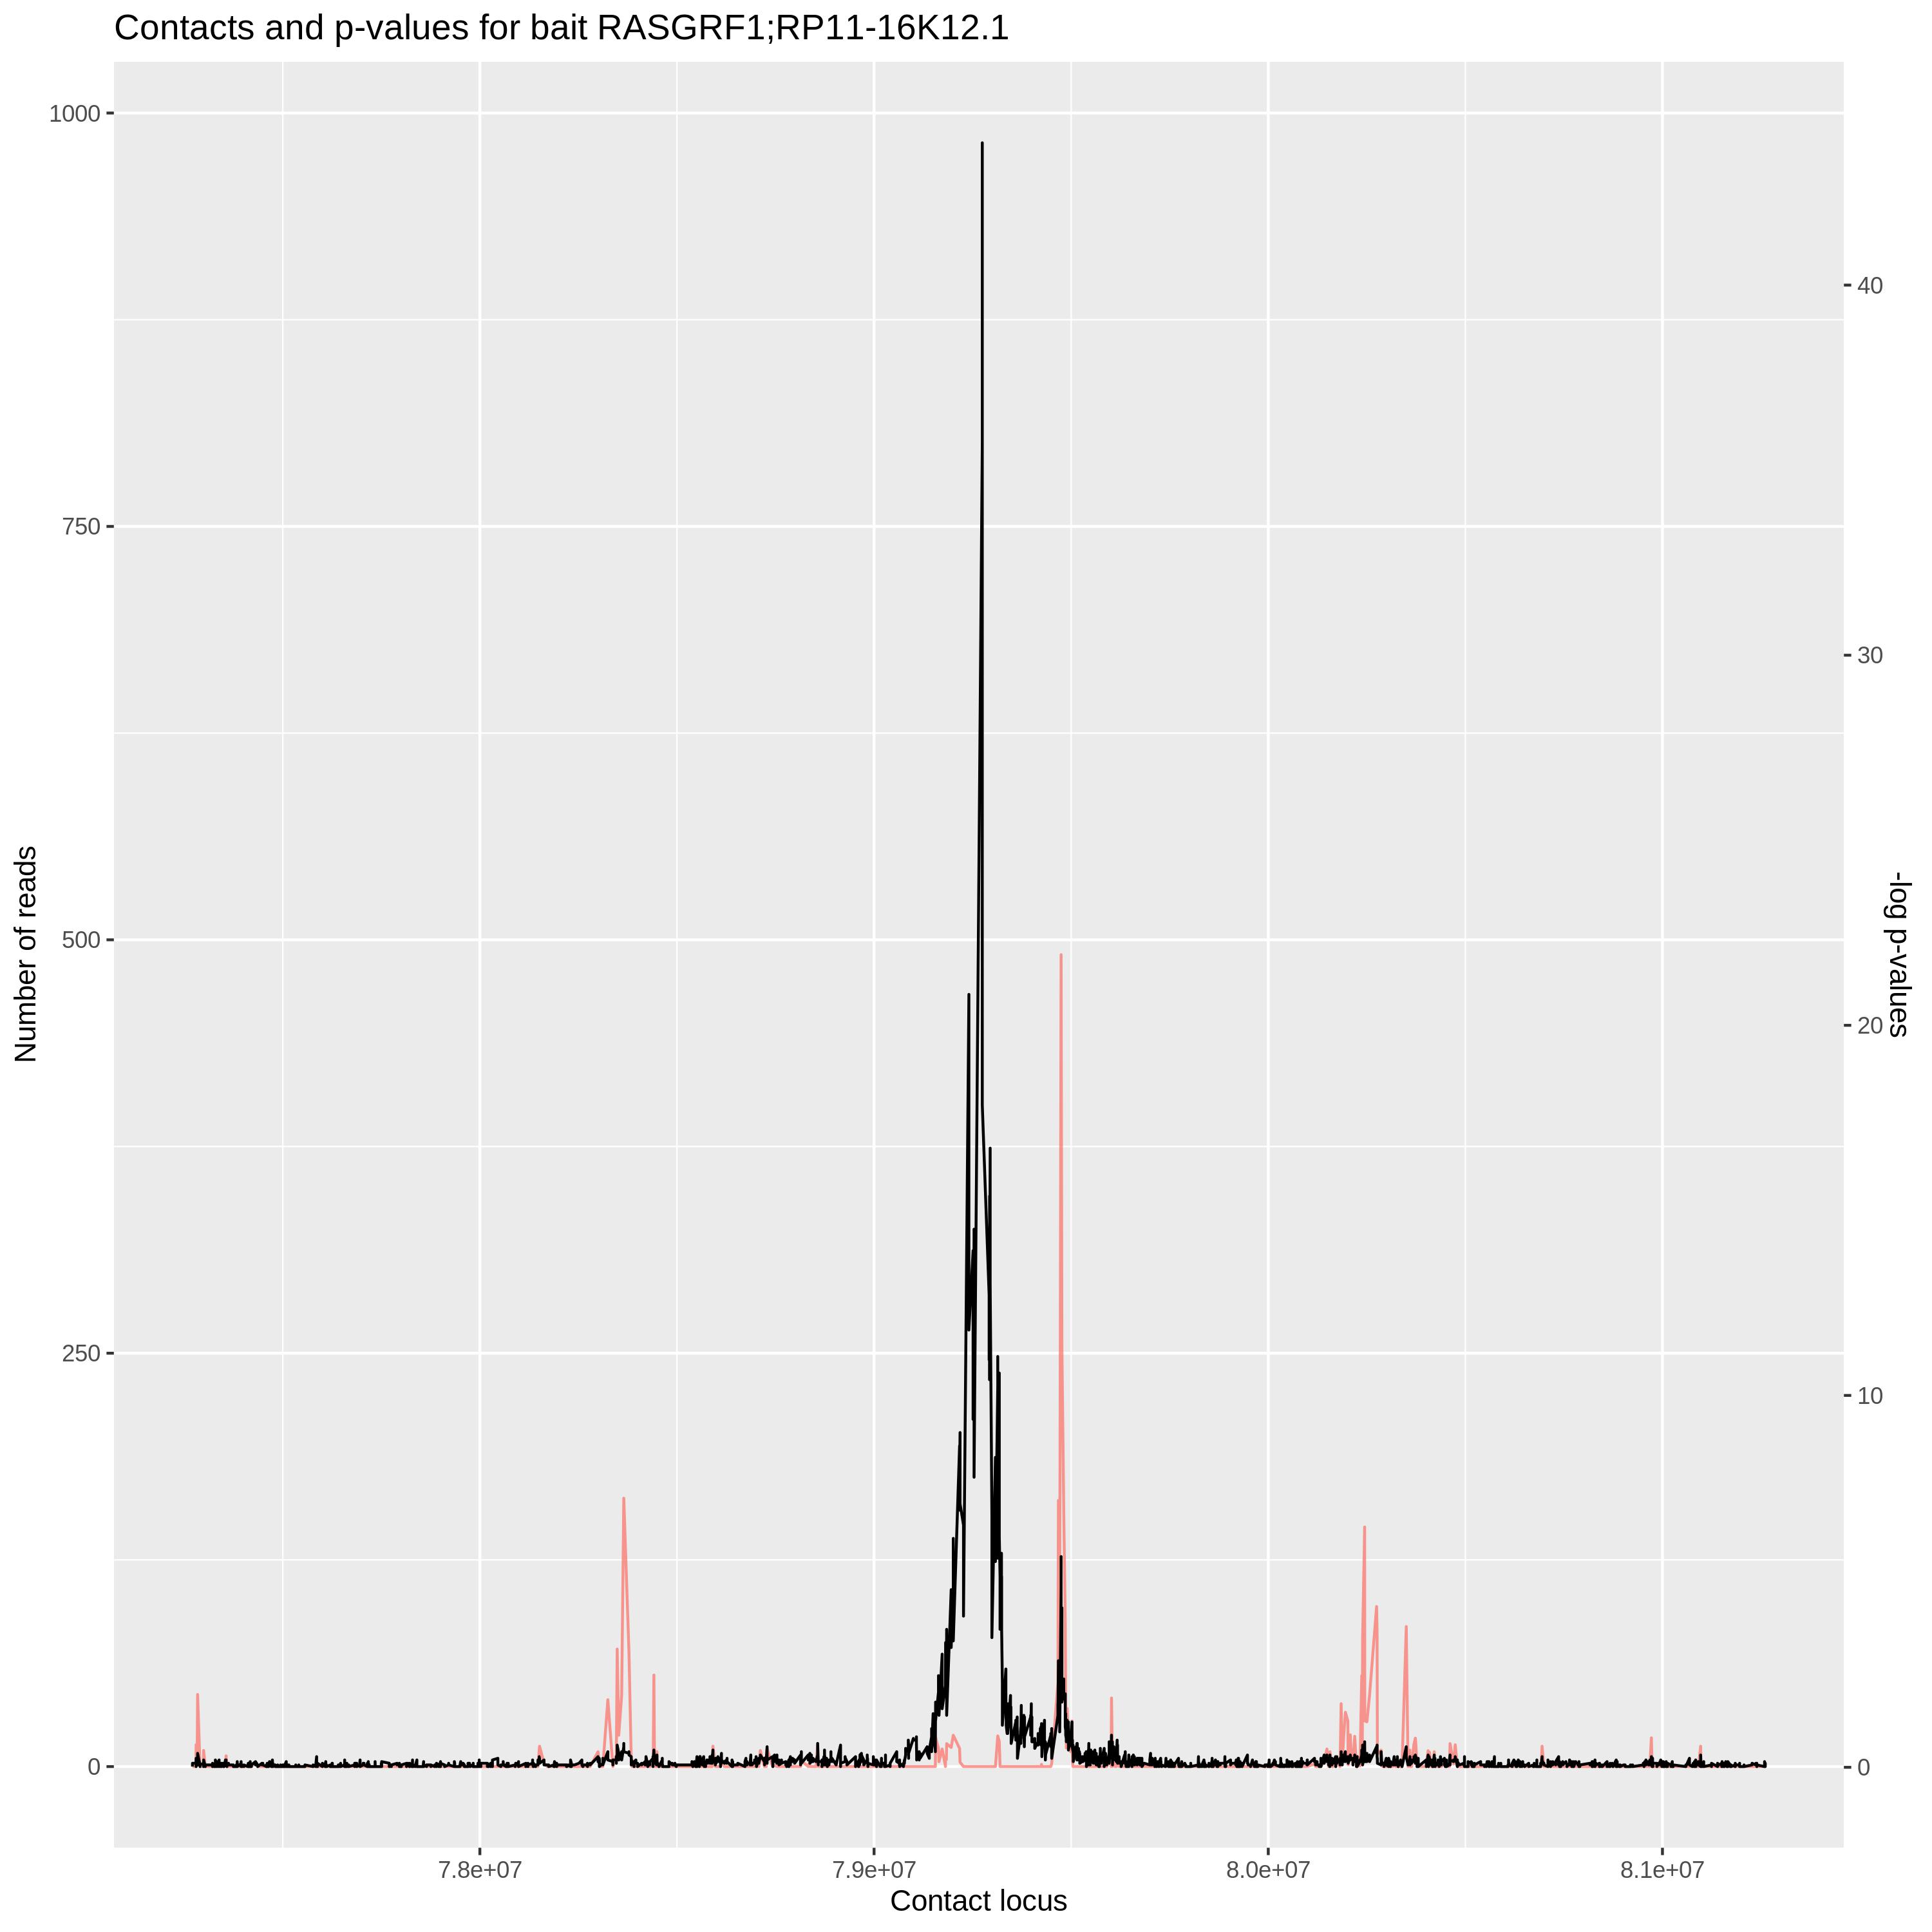 Contacts and p-values for bait RASGRF1;RP11-16K12.1
1000
750
500
250
0
Number of reads
40
30
20
10
0
-log p-values
7.8e+07 7.9e+07 8.0e+07 8.1e+07
Contact locus